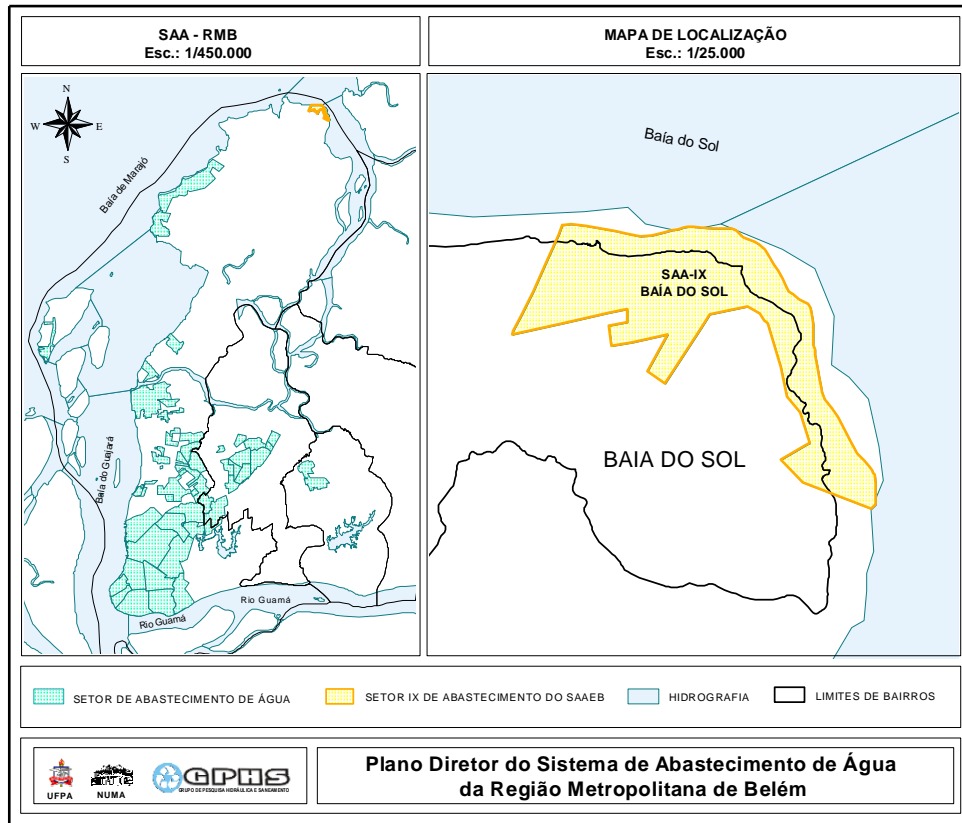 SAA - RMB
Esc.: 1/450.000
MAPA DE LOCALIZAÇÃO
Esc.: 1/25.000
N
W
E
S
Baía de Marajó
Baía do Guajará
Rio Guamá
Rio Guamá
Baía do Sol
SAA-IX
BAÍA DO SOL
BAIA DO SOL
SETOR DE ABASTECIMENTO DE ÁGUA
SETOR IX DE ABASTECIMENTO DO SAAEB
HIDROGRAFIA
LIMITES DE BAIRROS
UFPA
NUMA
GPHS
GRUPO DE PESQUISA HIDRÁULICA E SANEAMENTO
Plano Diretor do Sistema de Abastecimento de Água
da Região Metropolitana de Belém